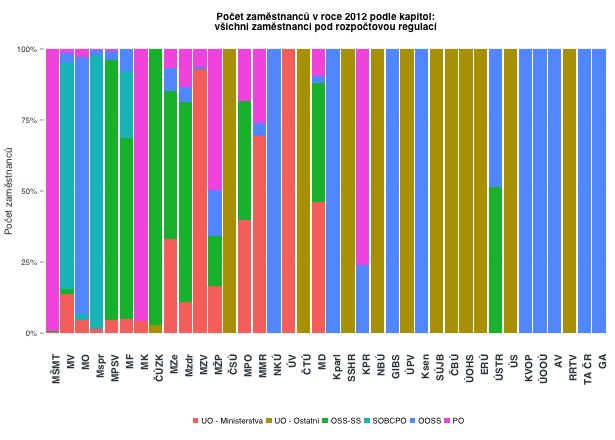 Počet zaměstnanců v roce 2012 podle kapitol:
všichni zaměstnanci pod rozpočtovou regulací
Počet zaměstnanců
100%
75%
50%
25%
0%
MŠMT
MV
MO
Mspr
MPSV
MF
MK
ČÚZK
MZe
Mzdr
MZV
MŽP
ČSÚ
MPO
MMR
NKÚ
ÚV
ČTÚ
MD
Kparl
SSHR
KPR
NBÚ
GIBS
ÚPV
Ksen
SÚJB
ČBÚ
ÚOHS
ERÚ
ÚSTR
ÚS
KVOP
ÚOOÚ
AV
RRTV
TA ČR
GA
UO - Ministerstva UO - Ostatní OSS-SS SOBCPO OOSS PO